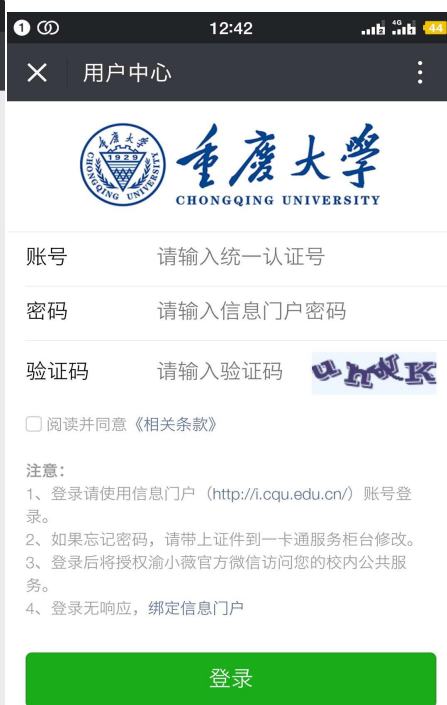 1 12:42 4G 44
用户中心
重庆大学
1929
CHONGQING UNIVERSITY
CHONGQING UNIVERSITY
账号 请输入统一认证号
密码 请输入信息门户密码
验证码 请输入验证码
阅读并同意《相关条款》
注意:
1、登录请使用信息门户(http://i.cqu.edu.cn/)账号登
录。
2、如果忘记密码,请带上证件到一卡通服务柜台修改。
3、登录后将授权渝小薇官方微信访问您的校内公共服
务。
4、登录无响应,绑定信息门户
登录